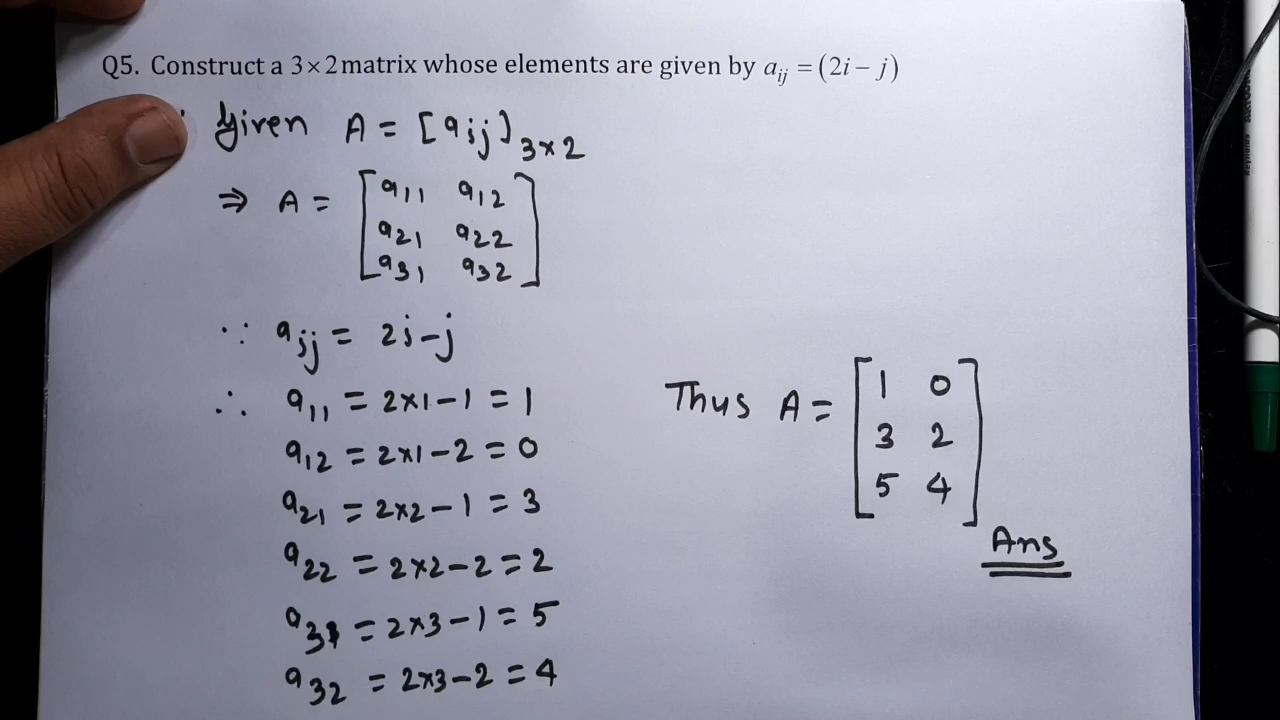 Q5. Construct a 3×2 matrix whose elements are given by aᵢⱼ = (2i − j)
Given A = [aij]3×2
⇒ A = [a11 a12
a21 a22
a31 a32]
∵ aij = 2i-j
∴ a11 = 2×1-1 = 1
a12 = 2×1-2 = 0
a21 = 2×2-1 = 3
a22 = 2×2-2 = 2
a31 = 2×3-1 = 5
a32 = 2×3-2 = 4
Thus A = [1 0
3 2
5 4]
Ans
Reynolds